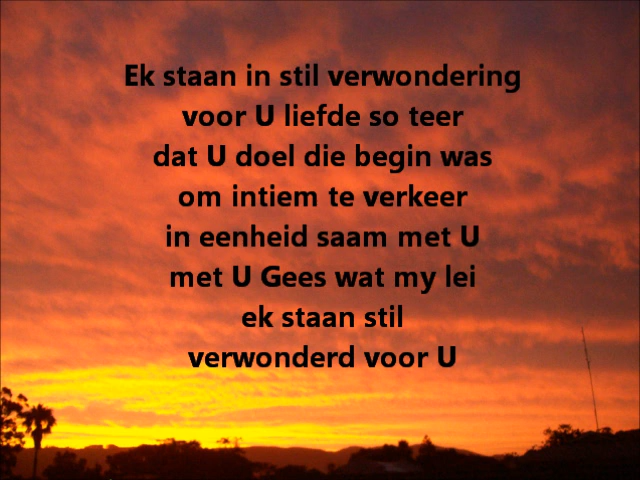 Ek staan in stil verwondering
voor U liefde so teer
dat U doel die begin was
om intiem te verkeer
in eenheid saam met U
met U Gees wat my lei
ek staan stil
verwonderd voor U